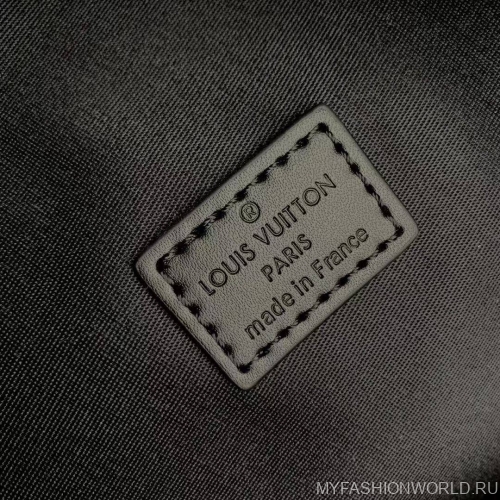 ®
LOUIS VUITTON
PARIS
made in France
MYFASHIONWORLD.RU